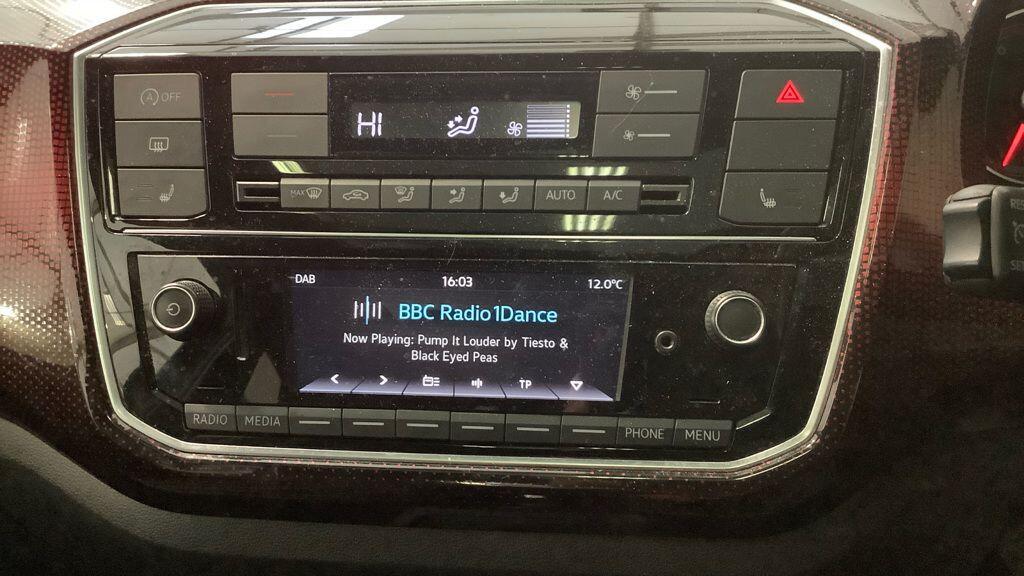 OFF
HI
MAX
AUTO
A/C
DAB
16:03
12.0°C
BBC Radio1Dance
Now Playing: Pump It Louder by Tiesto &
Black Eyed Peas
TP
RADIO
MEDIA
PHONE
MENU